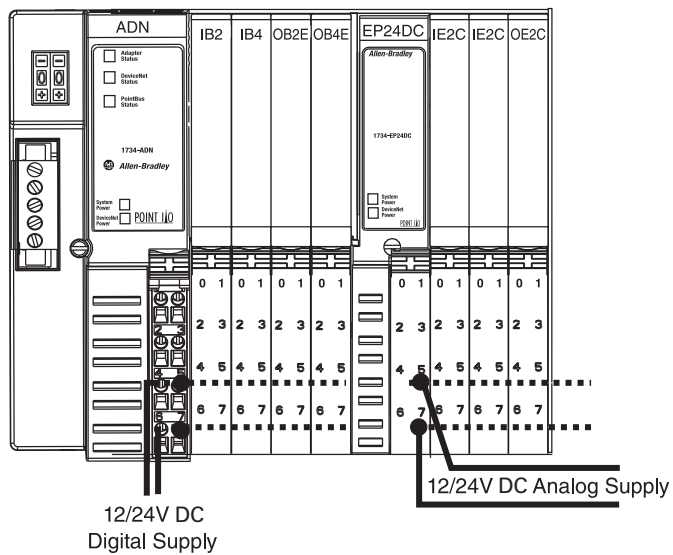 ADN IB2 IB4 OB2E OB4E EP24DC IE2C IE2C OE2C
Adapter
Status
DeviceNet
Status
PointBus
Status
1734-ADN
Allen-Bradley
System
Power
DeviceNet
Power
POINT I/O
Allen-Bradley
1734-EP24DC
System
Power
DeviceNet
Power
POINT I/O
0 0
0 1 0 1 0 1 0 1 0 1 0 1 0 1 0 1
2 3 2 3 2 3 2 3 2 3 2 3 2 3 2 3 2 3
4 5 4 5 4 5 4 5 4 5 4 5 4 5 4 5 4 5
6 7 6 7 6 7 6 7 6 7 6 7 6 7 6 7 6 7
12/24V DC
Digital Supply
12/24V DC Analog Supply